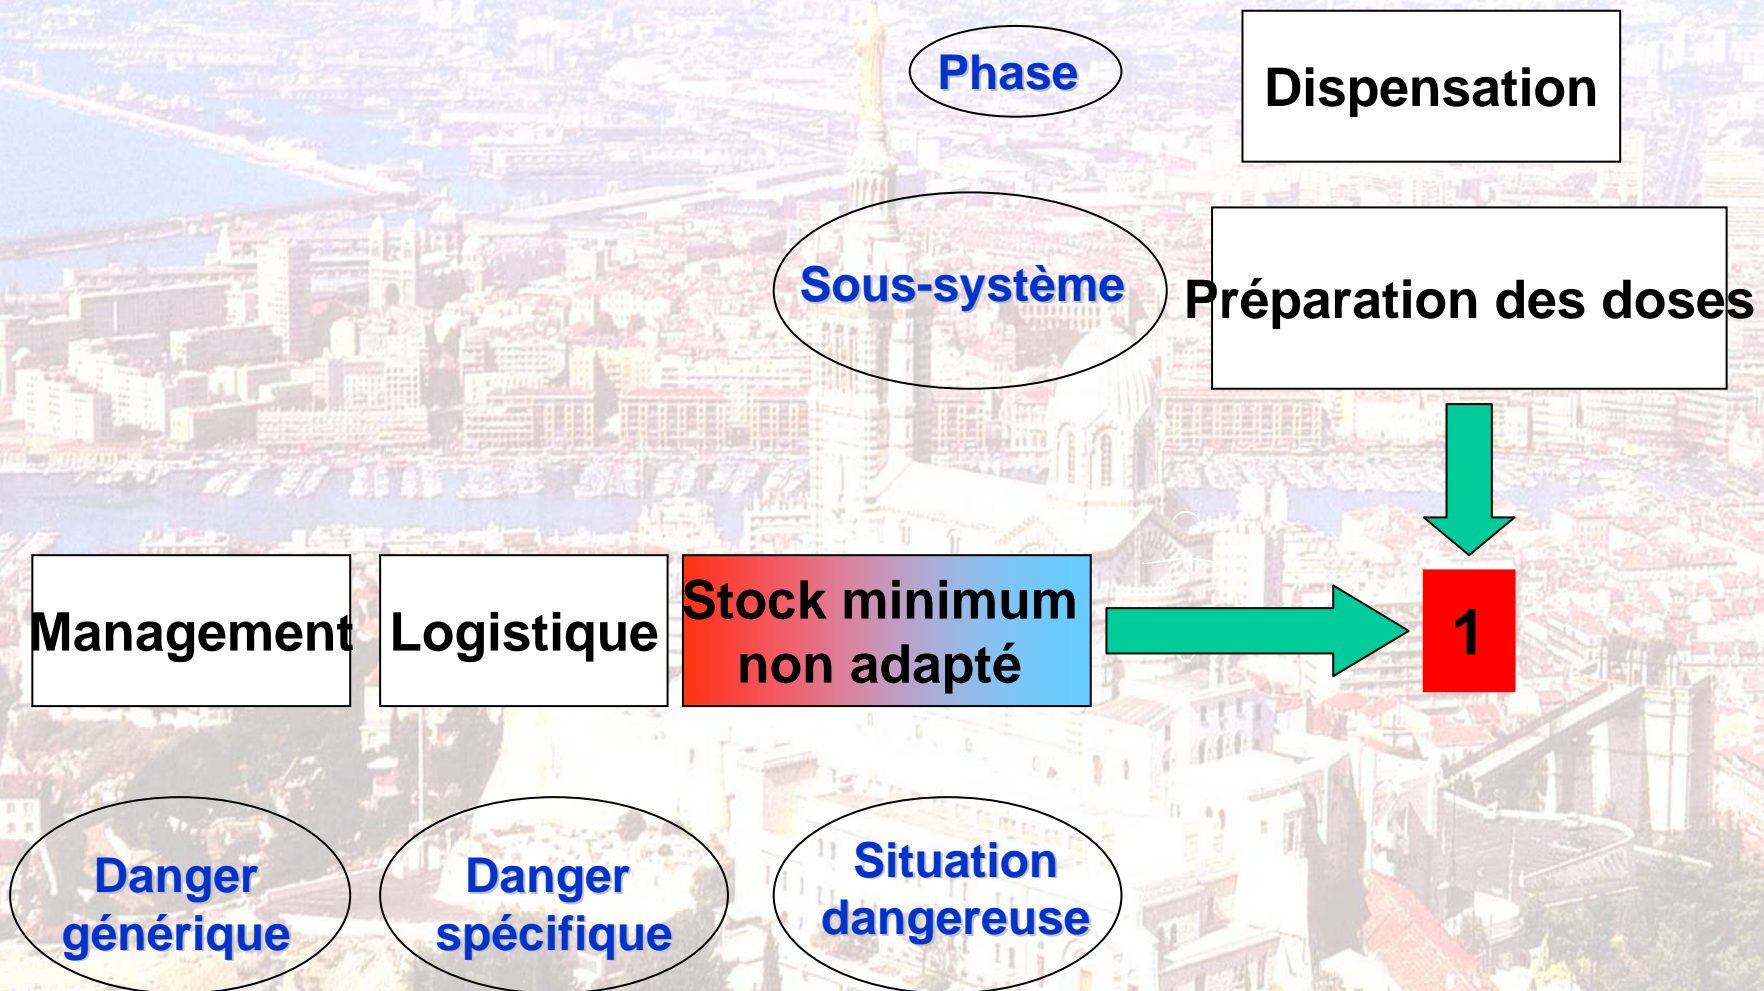 Phase
Dispensation
Sous-système
Préparation des doses
Management
Logistique
Stock minimum
non adapté
1
Danger
générique
Danger
spécifique
Situation
dangereuse